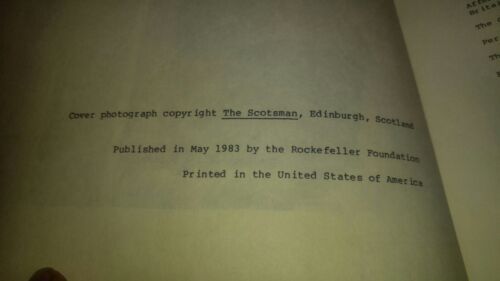 Cover photograph copyright The Scotsman, Edinburgh, Scotland
Published in May 1983 by the Rockefeller Foundation
Printed in the United States of America